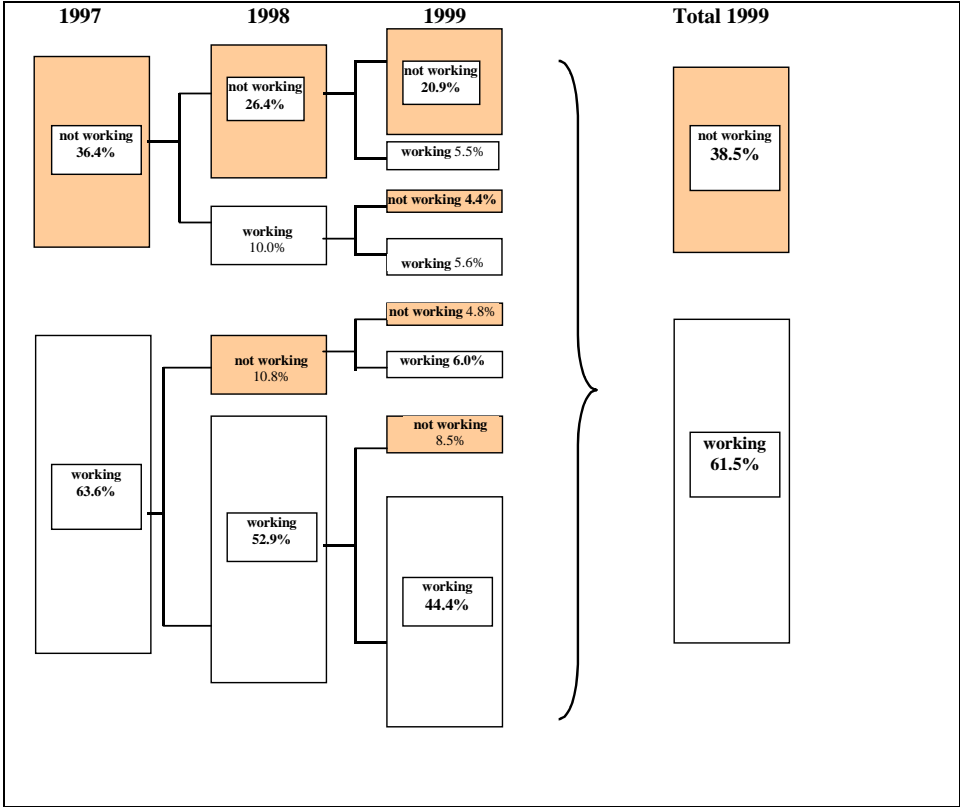 1997 1998 1999 Total 1999
not working
36.4%
working
63.6%
not working
26.4%
working
10.0%
not working
10.8%
working
52.9%
not working
20.9%
working 5.5%
not working 4.4%
working 5.6%
not working 4.8%
working 6.0%
not working
8.5%
working
44.4%
not working
38.5%
working
61.5%